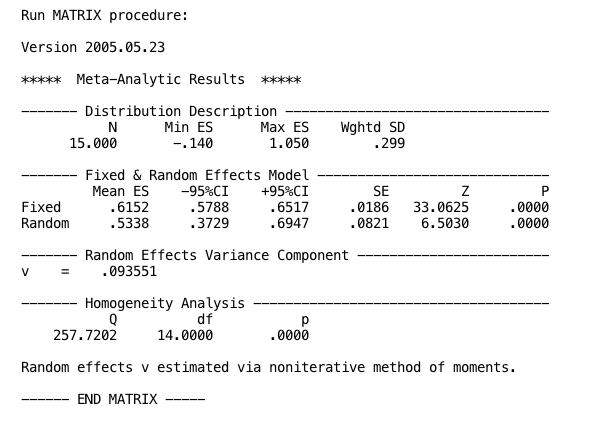 Run MATRIX procedure:
Version 2005.05.23
***** Meta-Analytic Results *****
------- Distribution Description ---------------------------------
N Min ES Max ES Wghtd SD
15.000 -.140 1.050 .299
------- Fixed & Random Effects Model -----------------------------
Mean ES -95%CI +95%CI SE Z P
Fixed .6152 .5788 .6517 .0186 33.0625 .0000
Random .5338 .3729 .6947 .0821 6.5030 .0000
------- Random Effects Variance Component ------------------------
v = .093551
------- Homogeneity Analysis -------------------------------------
Q df p
257.7202 14.0000 .0000
Random effects v estimated via noniterative method of moments.
------ END MATRIX -----